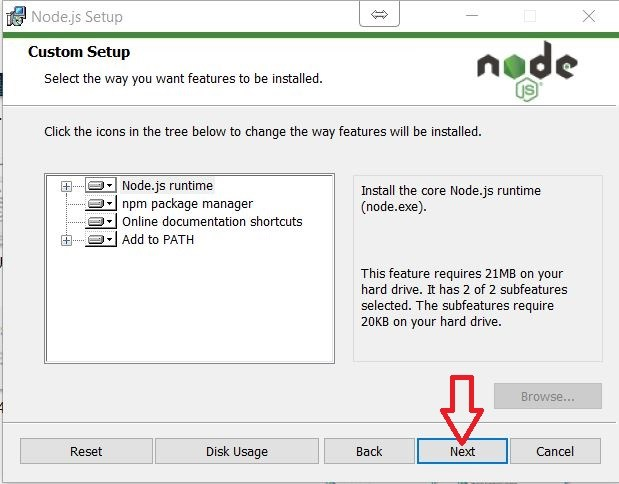 Node.js Setup
Custom Setup
Select the way you want features to be installed.
node
JS
Click the icons in the tree below to change the way features will be installed.
Node.js runtime
npm package manager
Online documentation shortcuts
Add to PATH
Install the core Node.js runtime
(node.exe).
This feature requires 21MB on your
hard drive. It has 2 of 2 subfeatures
selected. The subfeatures require
20KB on your hard drive.
Browse...
Reset
Disk Usage
Back
Next
Cancel